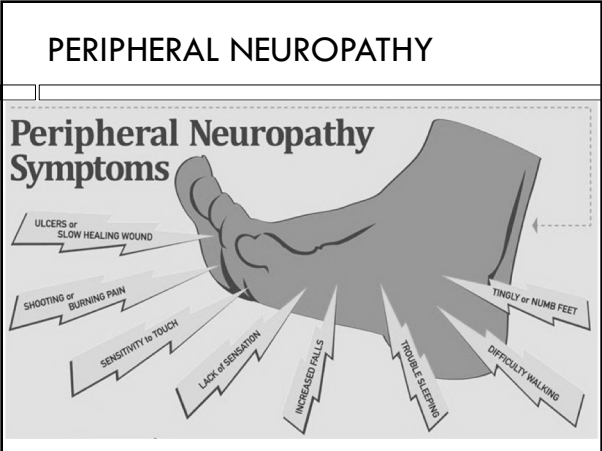 PERIPHERAL NEUROPATHY
Peripheral Neuropathy
Symptoms
ULCERS or
SLOW HEALING WOUND
SHOOTING or
BURNING PAIN
SENSITIVITY to TOUCH
LACK of SENSATION
INCREASED FALLS
TROUBLE SLEEPING
DIFFICULTY WALKING
TINGLY or NUMB FEET